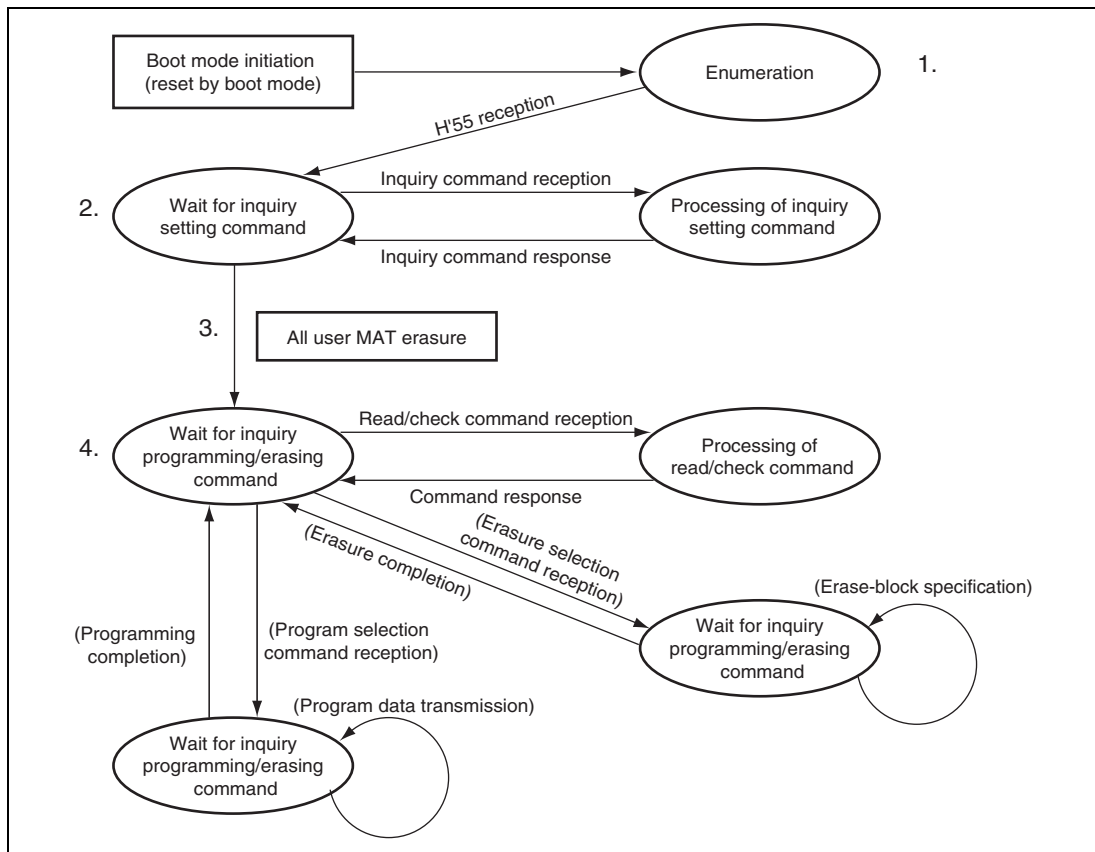 Boot mode initiation
(reset by boot mode)
Enumeration
1.
H'55 reception
2.
Wait for inquiry
setting command
Inquiry command reception
Processing of inquiry
setting command
Inquiry command response
3.
All user MAT erasure
4.
Wait for inquiry
programming/erasing
command
Read/check command reception
Processing of
read/check command
Command response
(Erasure selection
command reception)
(Erasure completion)
(Erase-block specification)
Wait for inquiry
programming/erasing
command
(Programming
completion)
(Program selection
command reception)
(Program data transmission)
Wait for inquiry
programming/erasing
command